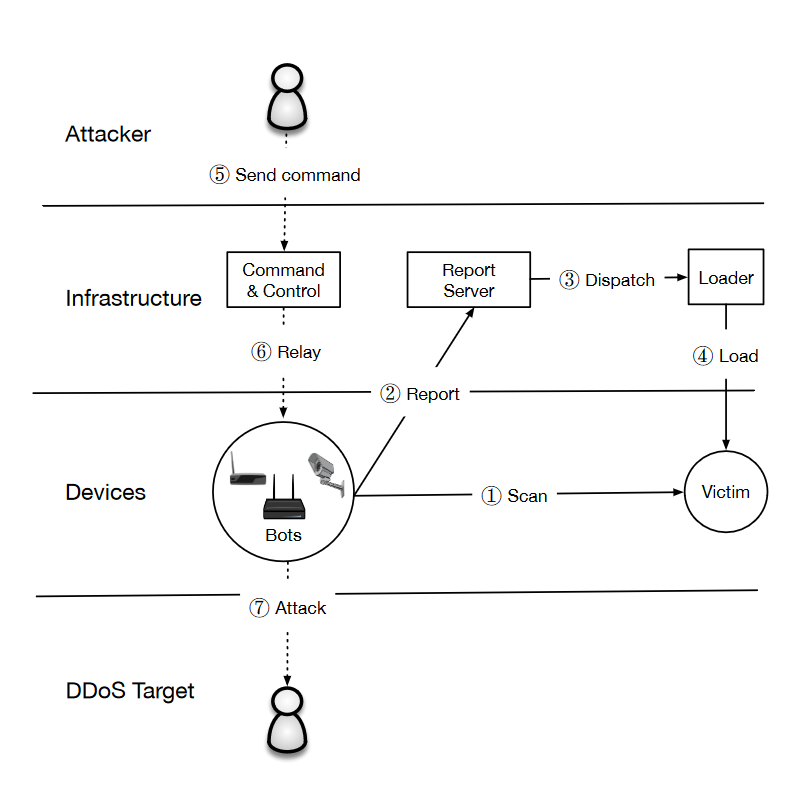 Attacker
⑤ Send command
Infrastructure
Command
& Control
Report
Server
③ Dispatch
Loader
⑥ Relay
④ Load
② Report
Devices
Bots
① Scan
Victim
⑦ Attack
DDoS Target